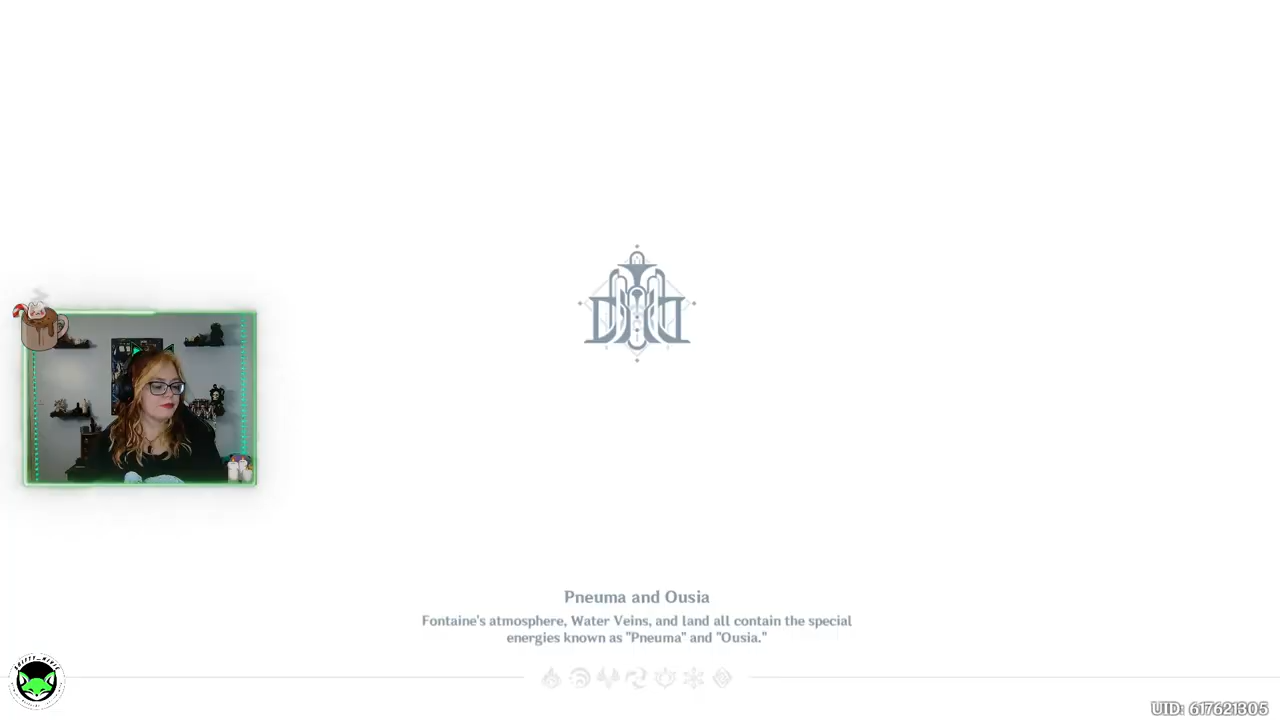 Pneuma and Ousia
Fontaine's atmosphere, Water Veins, and land all contain the special
energies known as "Pneuma" and "Ousia."
UID: 617621305